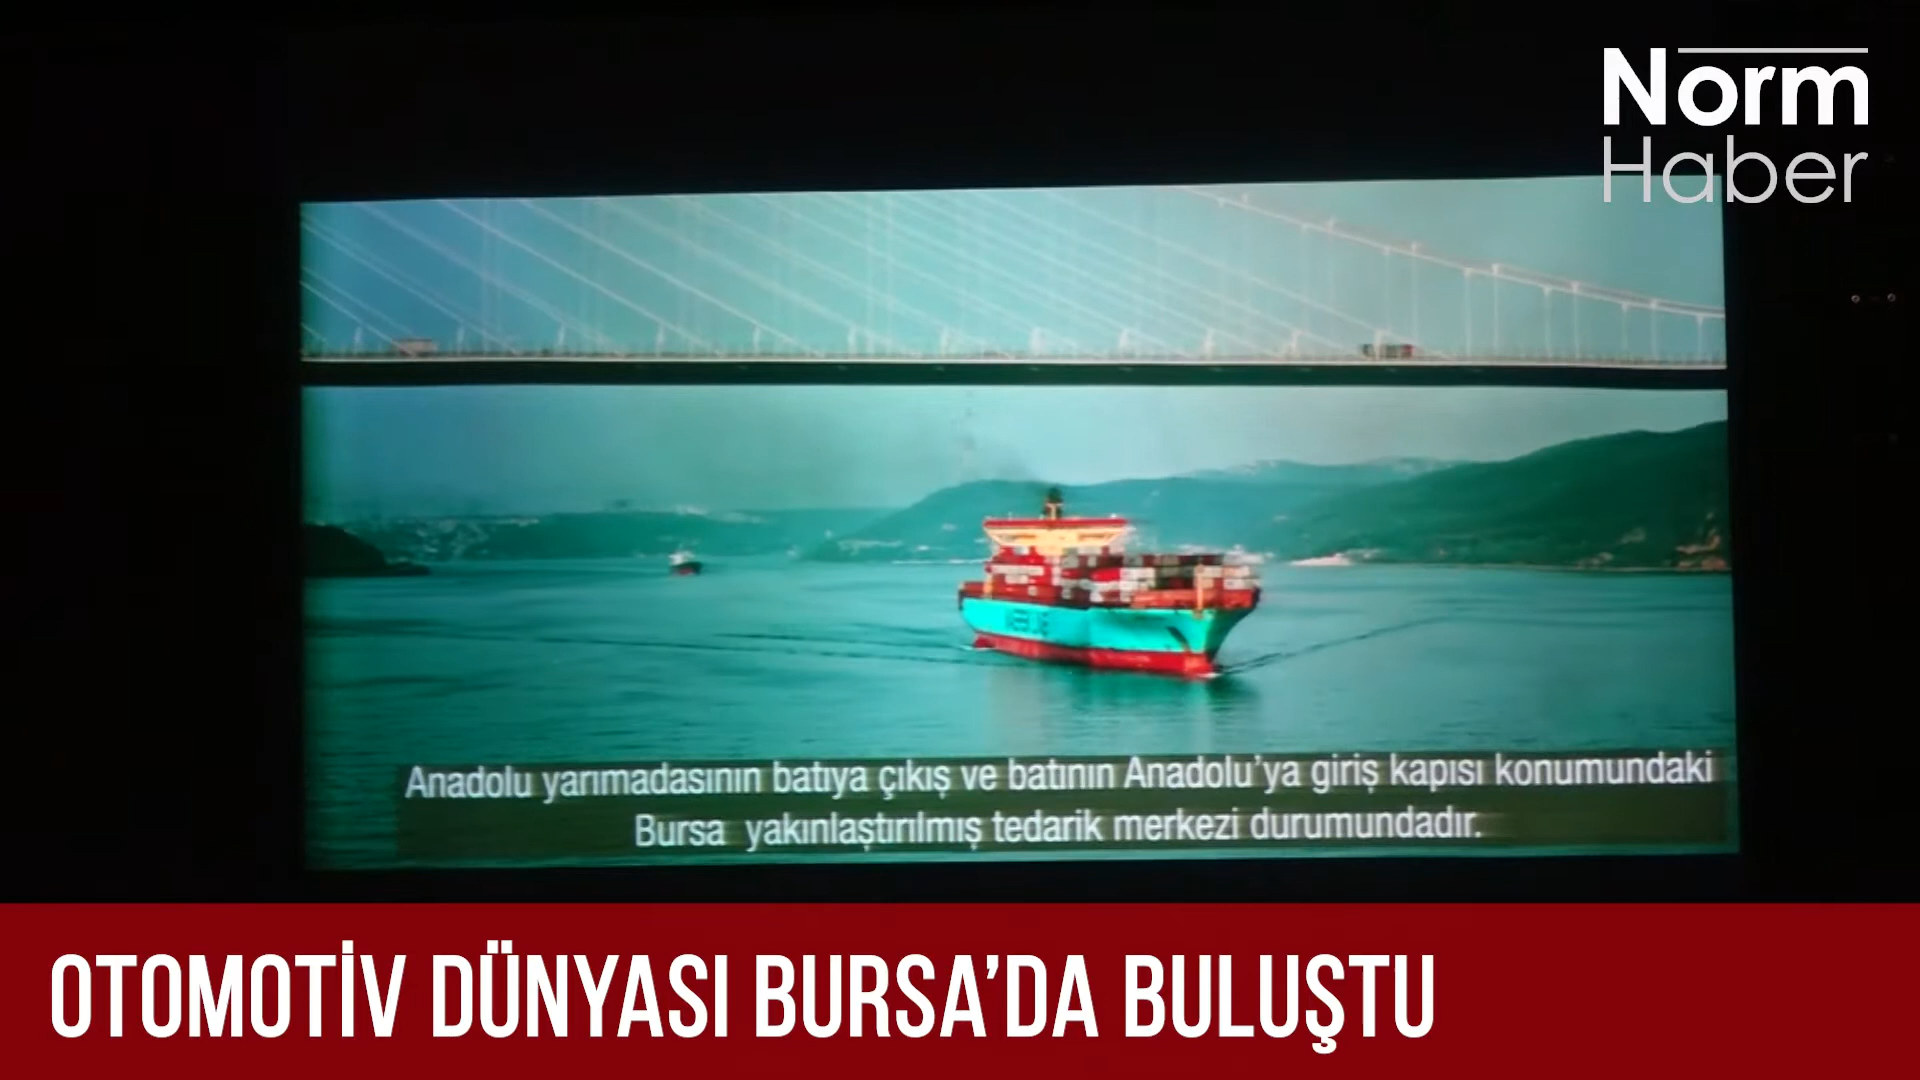 Norm
Haber
Anadolu yarımadasının batıya çıkış ve batının Anadolu'ya giriş kapısı konumundaki
Bursa yakınlaştırılmış tedarik merkezi durumundadır.
OTOMOTİV DÜNYASI BURSA'DA BULUŞTU